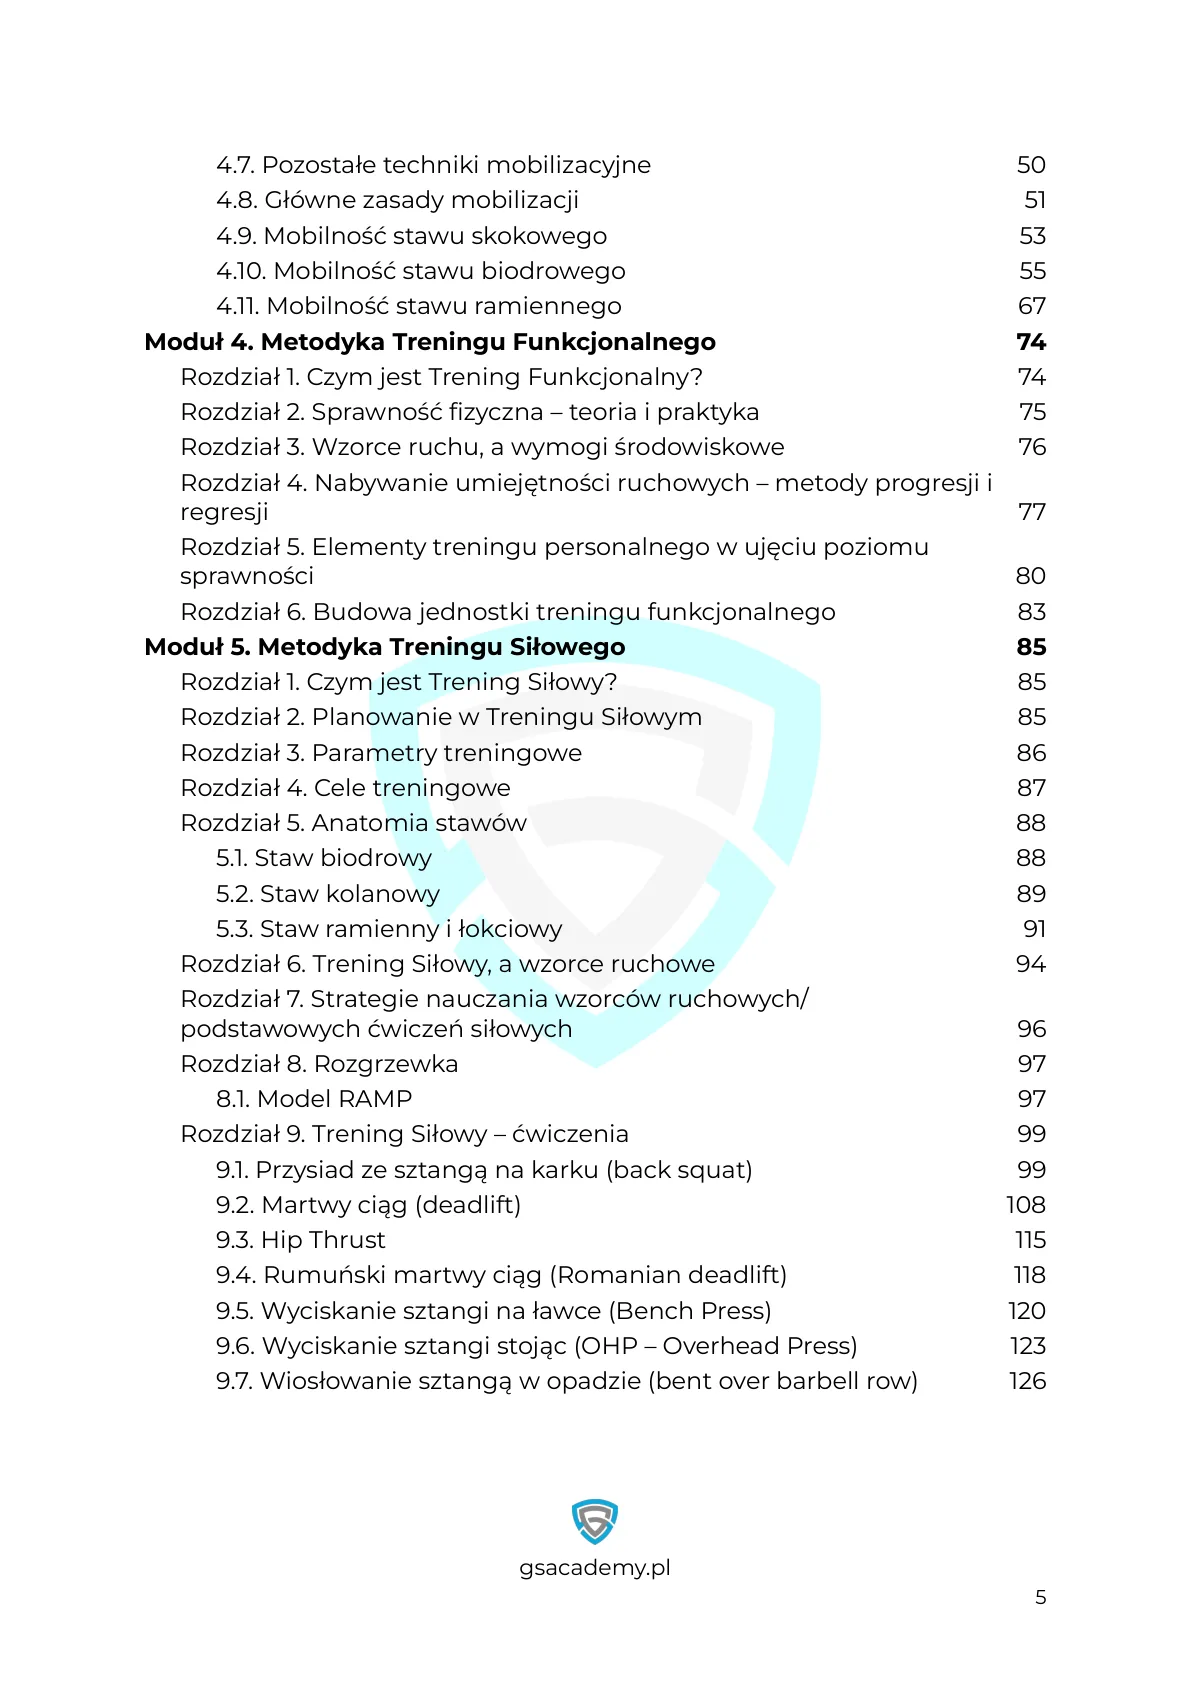 4.7. Pozostałe techniki mobilizacyjne 50
4.8. Główne zasady mobilizacji 51
4.9. Mobilność stawu skokowego 53
4.10. Mobilność stawu biodrowego 55
4.11. Mobilność stawu ramiennego 67
Moduł 4. Metodyka Treningu Funkcjonalnego 74
Rozdział 1. Czym jest Trening Funkcjonalny? 74
Rozdział 2. Sprawność fizyczna – teoria i praktyka 75
Rozdział 3. Wzorce ruchu, a wymogi środowiskowe 76
Rozdział 4. Nabywanie umiejętności ruchowych – metody progresji i
regresji 77
Rozdział 5. Elementy treningu personalnego w ujęciu poziomu
sprawności 80
Rozdział 6. Budowa jednostki treningu funkcjonalnego 83
Moduł 5. Metodyka Treningu Siłowego 85
Rozdział 1. Czym jest Trening Siłowy? 85
Rozdział 2. Planowanie w Treningu Siłowym 85
Rozdział 3. Parametry treningowe 86
Rozdział 4. Cele treningowe 87
Rozdział 5. Anatomia stawów 88
5.1. Staw biodrowy 88
5.2. Staw kolanowy 89
5.3. Staw ramienny i łokciowy 91
Rozdział 6. Trening Siłowy, a wzorce ruchowe 94
Rozdział 7. Strategie nauczania wzorców ruchowych/
podstawowych ćwiczeń siłowych 96
Rozdział 8. Rozgrzewka 97
8.1. Model RAMP 97
Rozdział 9. Trening Siłowy – ćwiczenia 99
9.1. Przysiad ze sztangą na karku (back squat) 99
9.2. Martwy ciąg (deadlift) 108
9.3. Hip Thrust 115
9.4. Rumuński martwy ciąg (Romanian deadlift) 118
9.5. Wyciskanie sztangi na ławce (Bench Press) 120
9.6. Wyciskanie sztangi stojąc (OHP – Overhead Press) 123
9.7. Wiosłowanie sztangą w opadzie (bent over barbell row) 126
gsacademy.pl
5